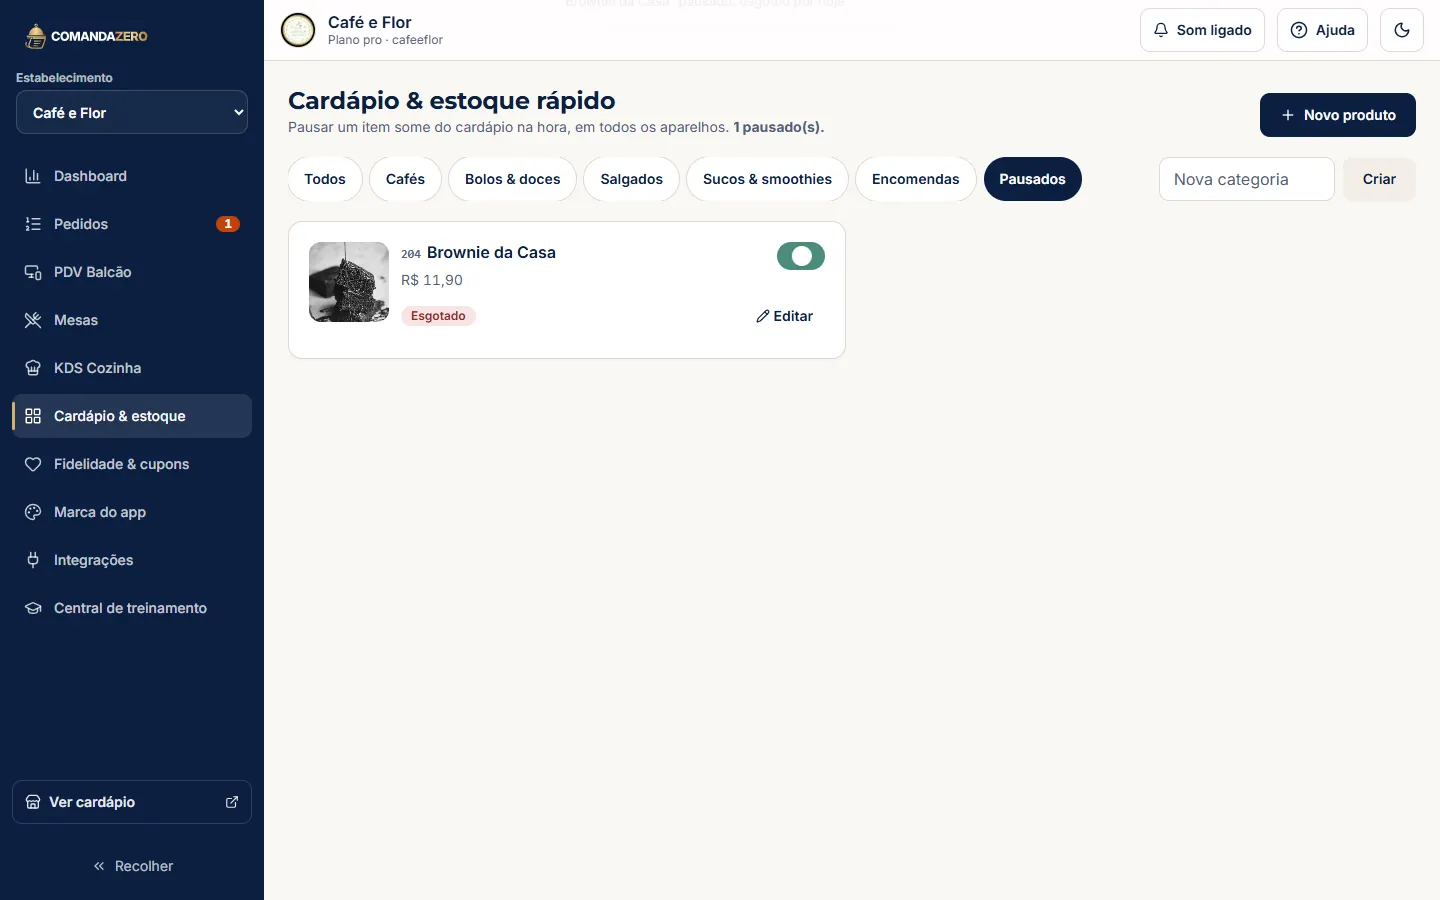 COMANDAZERO
Estabelecimento
Café e Flor
Dashboard
Pedidos
1
PDV Balcão
Mesas
KDS Cozinha
Cardápio & estoque
Fidelidade & cupons
Marca do app
Integrações
Central de treinamento
Ver cardápio
Recolher
Café e Flor
Plano pro · cafeeflor
Som ligado
Ajuda
Cardápio & estoque rápido
Pausar um item some do cardápio na hora, em todos os aparelhos. 1 pausado(s).
Novo produto
Todos
Cafés
Bolos & doces
Salgados
Sucos & smoothies
Encomendas
Pausados
Nova categoria
Criar
204 Brownie da Casa
R$ 11,90
Esgotado
Editar